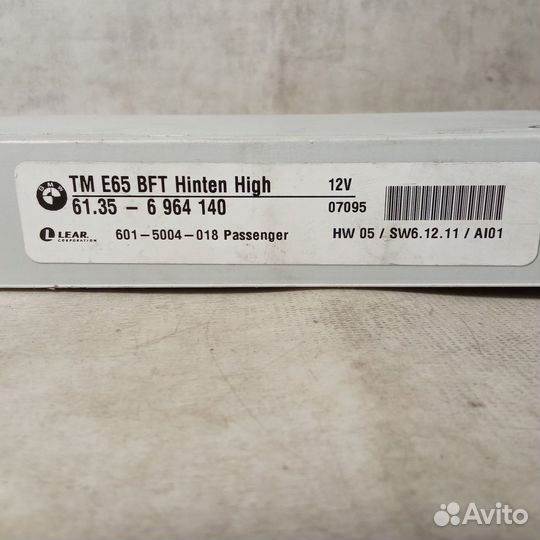 BMW
TM E65 BFT Hinten High 12V
61.35 - 6 964 140 07095
LEAR. 601-5004-018 Passenger HW 05 / SW6.12.11 / AI01
CORPORATION
Avito